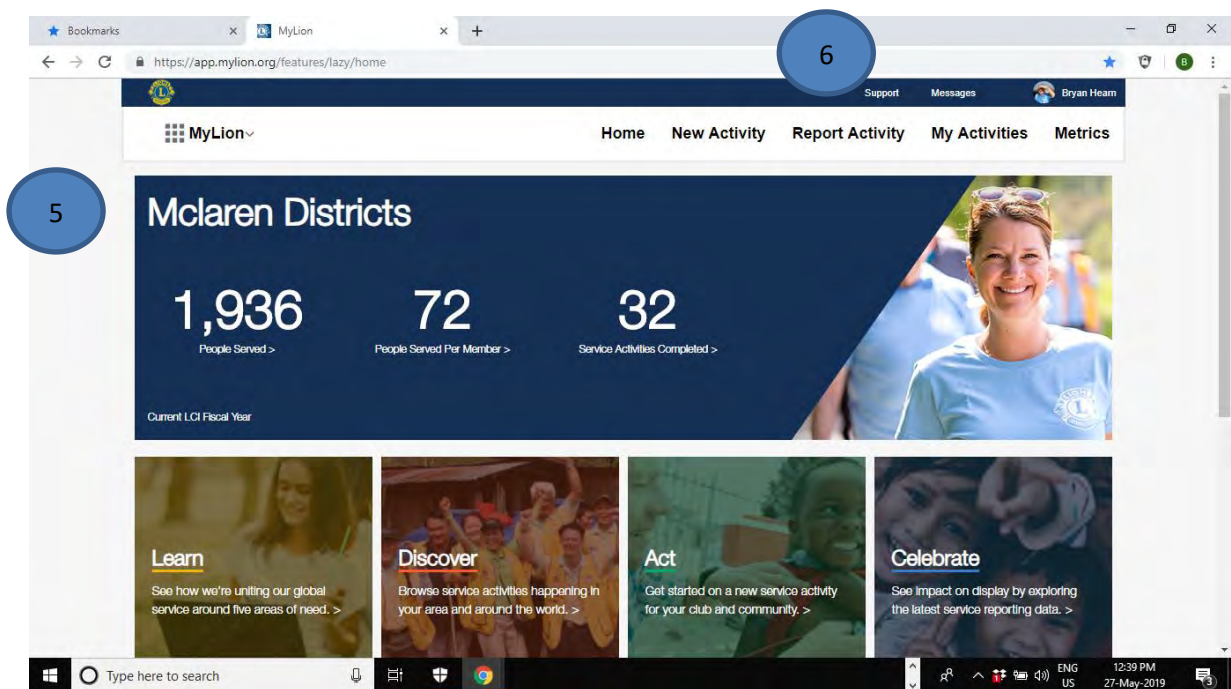 Bookmarks
MyLion
6
https://app.mylion.org/features/lazy/home
B
Support Messages Bryan Hearn
MyLion
Home New Activity Report Activity My Activities Metrics
5
Mclaren Districts
1,936 72 32
People Served > People Served Per Member > Service Activities Completed >
Current LCI Fiscal Year
Learn
See how we're uniting our global
service around five areas of need. >
Discover
Browse service activities happening in
your area and around the world. >
Act
Get started on a new service activity
for your club and community. >
Celebrate
See impact on display by exploring
the latest service reporting data. >
Type here to search
ENG
US
12:39 PM
27-May-2019
3